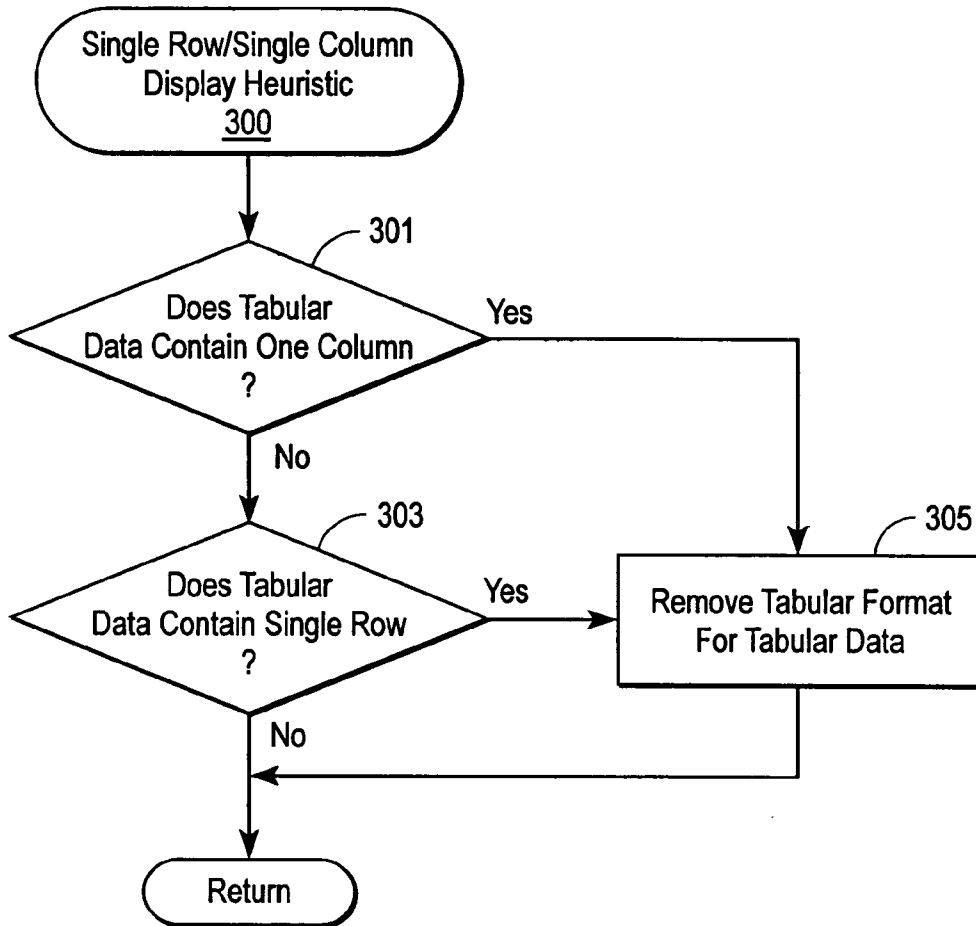 Single Row/Single Column
Display Heuristic
300
301
Does Tabular
Data Contain One Column
?
Yes
No
303
Does Tabular
Data Contain Single Row
?
Yes
305
Remove Tabular Format
For Tabular Data
No
Return